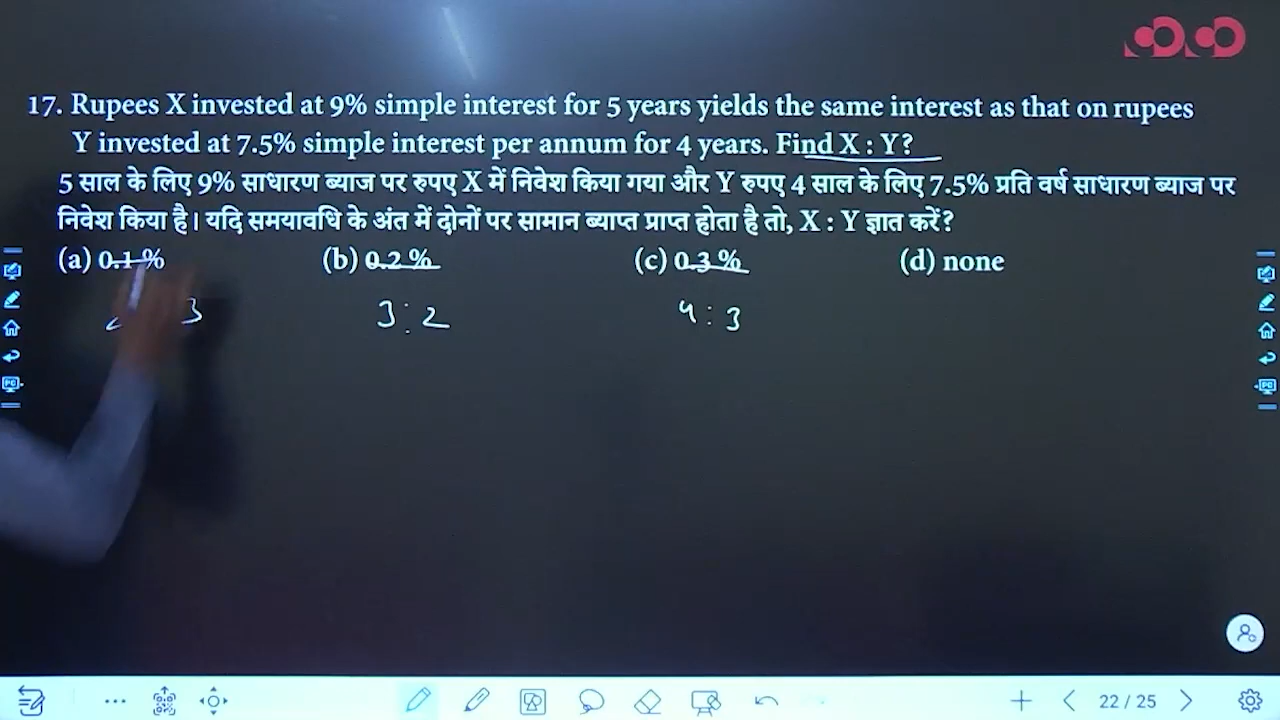 17. Rupees X invested at 9% simple interest for 5 years yields the same interest as that on rupees
Y invested at 7.5% simple interest per annum for 4 years. Find X : Y?
5 साल के लिए 9% साधारण ब्याज पर रुपए X में निवेश किया गया और Y रुपए 4 साल के लिए 7.5% प्रति वर्ष साधारण ब्याज पर
निवेश किया है। यदि समयावधि के अंत में दोनों पर सामान ब्याप्त प्राप्त होता है तो, X : Y ज्ञात करें?
(a) 0.1 % (b) 0.2 % (c) 0.3 % (d) none
3 3 : 2 4 : 3
22 / 25